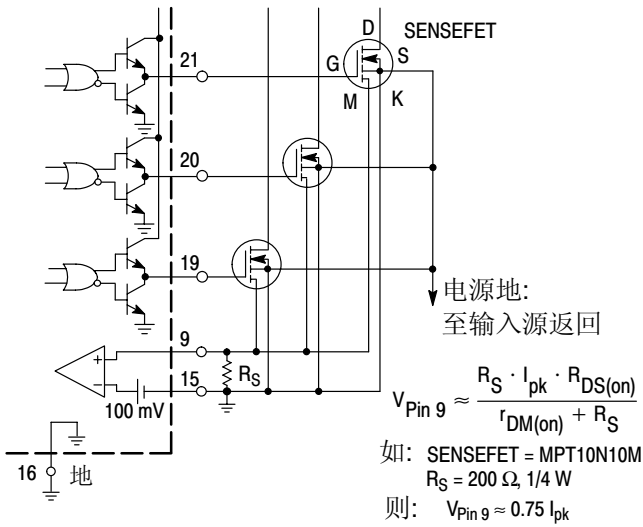 D
SENSEFET
21
G
S
M
K
20
19
电源地:
至输入源返回
9
+
R_S
−
15
100 mV
V_Pin 9 ≈ (R_S · I_pk · R_DS(on)) / (r_DM(on) + R_S)
16
地
如: SENSEFET = MPT10N10M
R_S = 200 Ω, 1/4 W
则: V_Pin 9 ≈ 0.75 I_pk